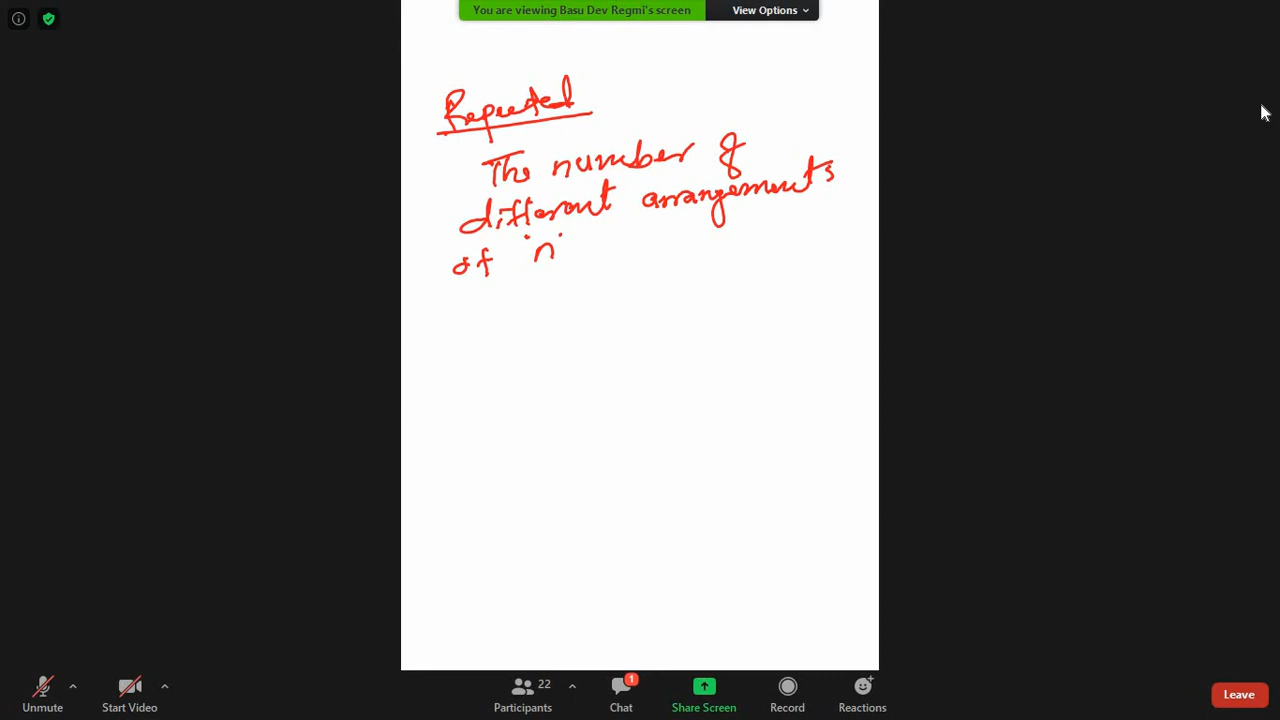 You are viewing Basu Dev Regmi's screen
View Options
Repeated
The number of
different arrangements
of 'n'
22
1
Unmute
Start Video
Participants
Chat
Share Screen
Record
Reactions
Leave